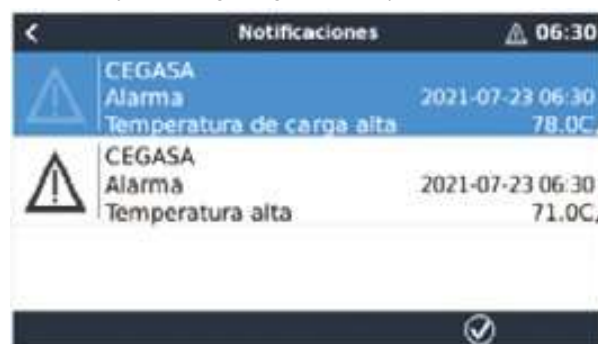 Notificaciones 06:30
CEGASA
Alarma 2021-07-23 06:30
Temperatura de carga alta 78.0C,
CEGASA
Alarma 2021-07-23 06:30
Temperatura alta 71.0C,